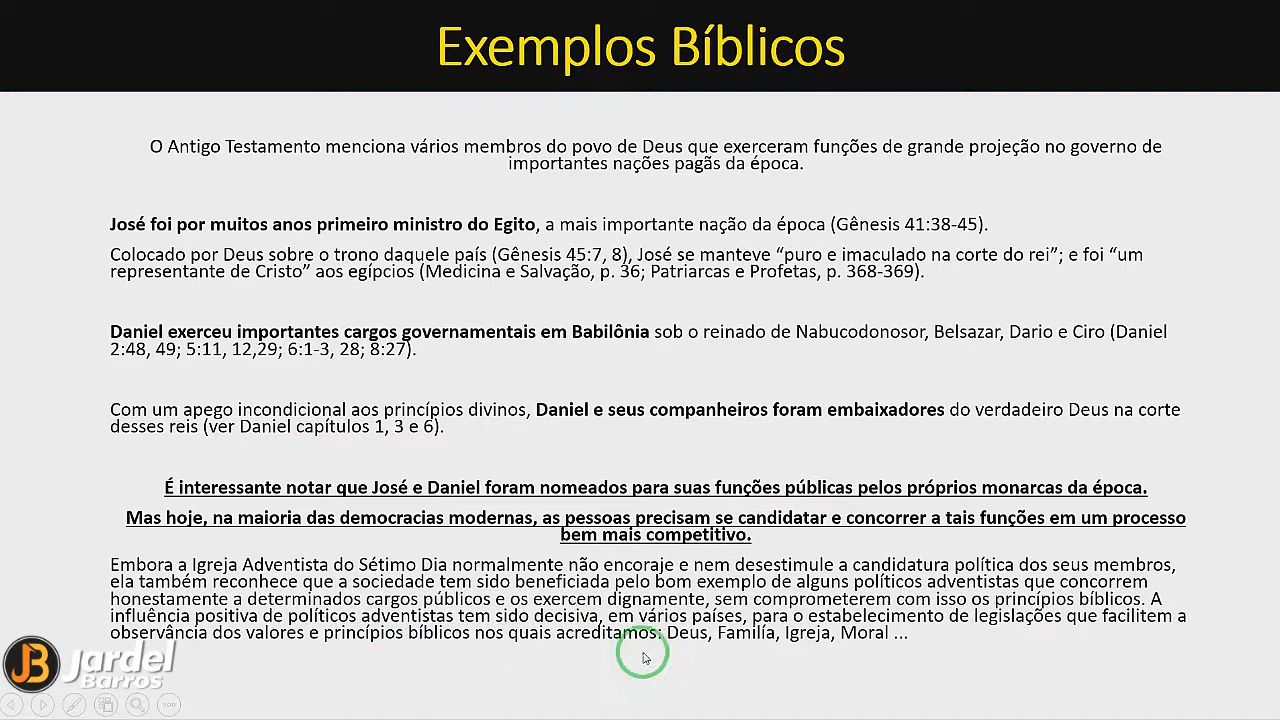 Exemplos Bíblicos
O Antigo Testamento menciona vários membros do povo de Deus que exerceram funções de grande projeção no governo de
importantes nações pagãs da época.
José foi por muitos anos primeiro ministro do Egito, a mais importante nação da época (Gênesis 41:38-45).
Colocado por Deus sobre o trono daquele país (Gênesis 45:7, 8), José se manteve “puro e imaculado na corte do rei”; e foi “um
representante de Cristo” aos egípcios (Medicina e Salvação, p. 36; Patriarcas e Profetas, p. 368-369).
Daniel exerceu importantes cargos governamentais em Babilônia sob o reinado de Nabucodonosor, Belsazar, Dario e Ciro (Daniel
2:48, 49; 5:11, 12,29; 6:1-3, 28; 8:27).
Com um apego incondicional aos princípios divinos, Daniel e seus companheiros foram embaixadores do verdadeiro Deus na corte
desses reis (ver Daniel capítulos 1, 3 e 6).
É interessante notar que José e Daniel foram nomeados para suas funções públicas pelos próprios monarcas da época.
Mas hoje, na maioria das democracias modernas, as pessoas precisam se candidatar e concorrer a tais funções em um processo
bem mais competitivo.
Embora a Igreja Adventista do Sétimo Dia normalmente não encoraje e nem desestimule a candidatura política dos seus membros,
ela também reconhece que a sociedade tem sido beneficiada pelo bom exemplo de alguns políticos adventistas que concorrem
honestamente a determinados cargos públicos e os exercem dignamente, sem comprometerem com isso os princípios bíblicos. A
influência positiva de políticos adventistas tem sido decisiva, em vários países, para o estabelecimento de legislações que facilitem a
observância dos valores e princípios bíblicos nos quais acreditamos: Deus, Familía, Igreja, Moral ...
JB Jardel
Barros